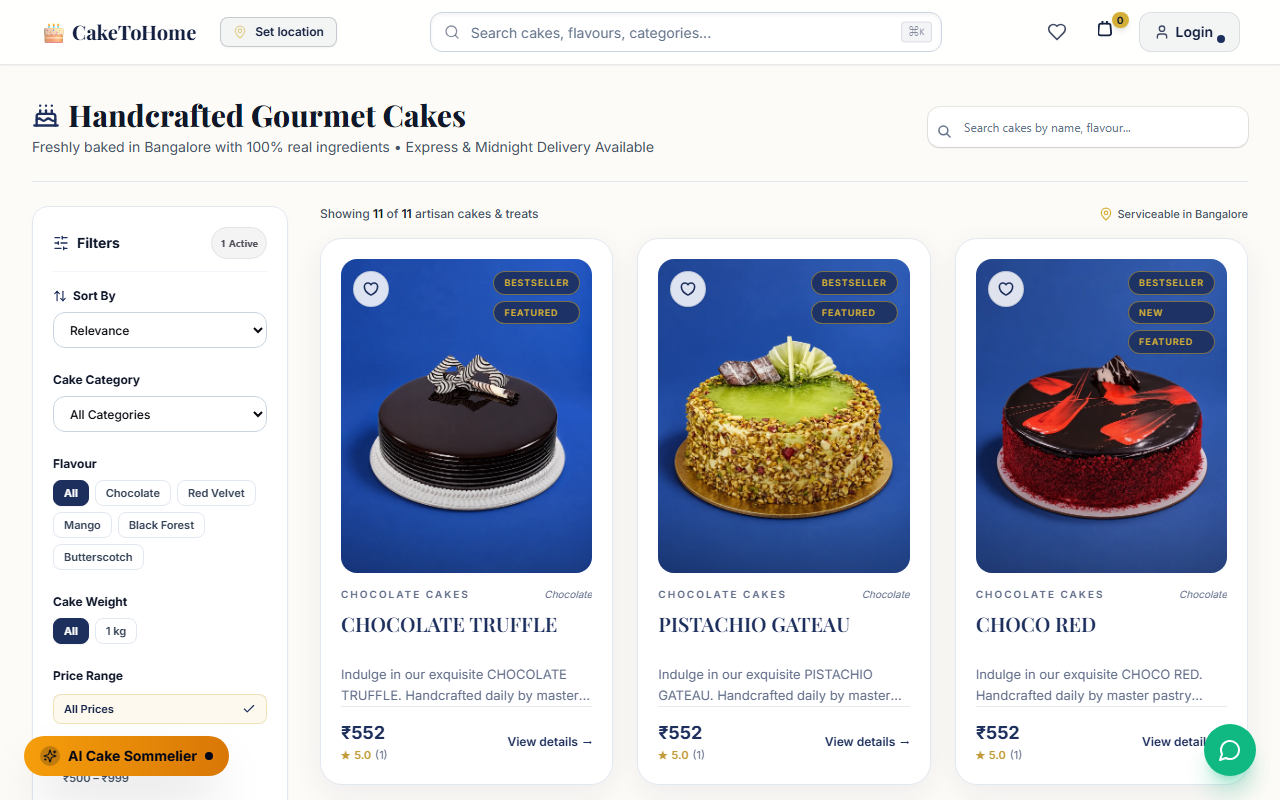 CakeToHome
Set location
Search cakes, flavours, categories...
⌘K
0
Login
Handcrafted Gourmet Cakes
Freshly baked in Bangalore with 100% real ingredients • Express & Midnight Delivery Available
Search cakes by name, flavour...
Filters
1 Active
Sort By
Relevance
Cake Category
All Categories
Flavour
All
Chocolate
Red Velvet
Mango
Black Forest
Butterscotch
Cake Weight
All
1 kg
Price Range
All Prices
₹500 – ₹999
AI Cake Sommelier
Showing 11 of 11 artisan cakes & treats
Serviceable in Bangalore
BESTSELLER
FEATURED
CHOCOLATE CAKES
Chocolate
CHOCOLATE TRUFFLE
Indulge in our exquisite CHOCOLATE
TRUFFLE. Handcrafted daily by master...
₹552
★ 5.0 (1)
View details →
BESTSELLER
FEATURED
CHOCOLATE CAKES
Chocolate
PISTACHIO GATEAU
Indulge in our exquisite PISTACHIO
GATEAU. Handcrafted daily by master...
₹552
★ 5.0 (1)
View details →
BESTSELLER
NEW
FEATURED
CHOCOLATE CAKES
Chocolate
CHOCO RED
Indulge in our exquisite CHOCO RED.
Handcrafted daily by master pastry...
₹552
★ 5.0 (1)
View detail